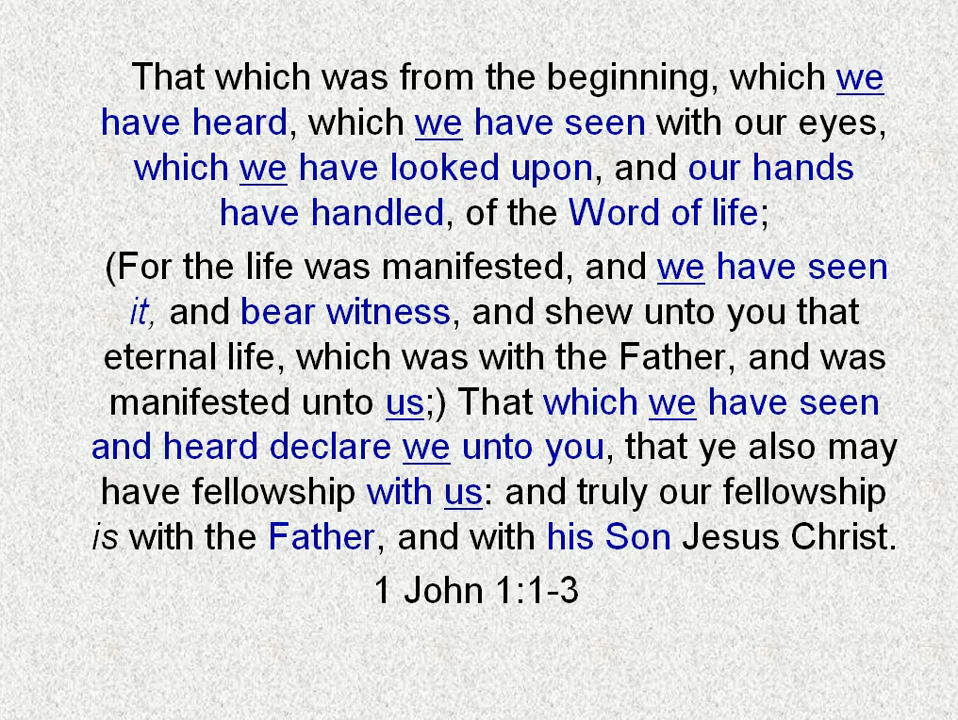 That which was from the beginning, which we
have heard, which we have seen with our eyes,
which we have looked upon, and our hands
have handled, of the Word of life;
(For the life was manifested, and we have seen
it, and bear witness, and shew unto you that
eternal life, which was with the Father, and was
manifested unto us;) That which we have seen
and heard declare we unto you, that ye also may
have fellowship with us: and truly our fellowship
is with the Father, and with his Son Jesus Christ.
1 John 1:1-3